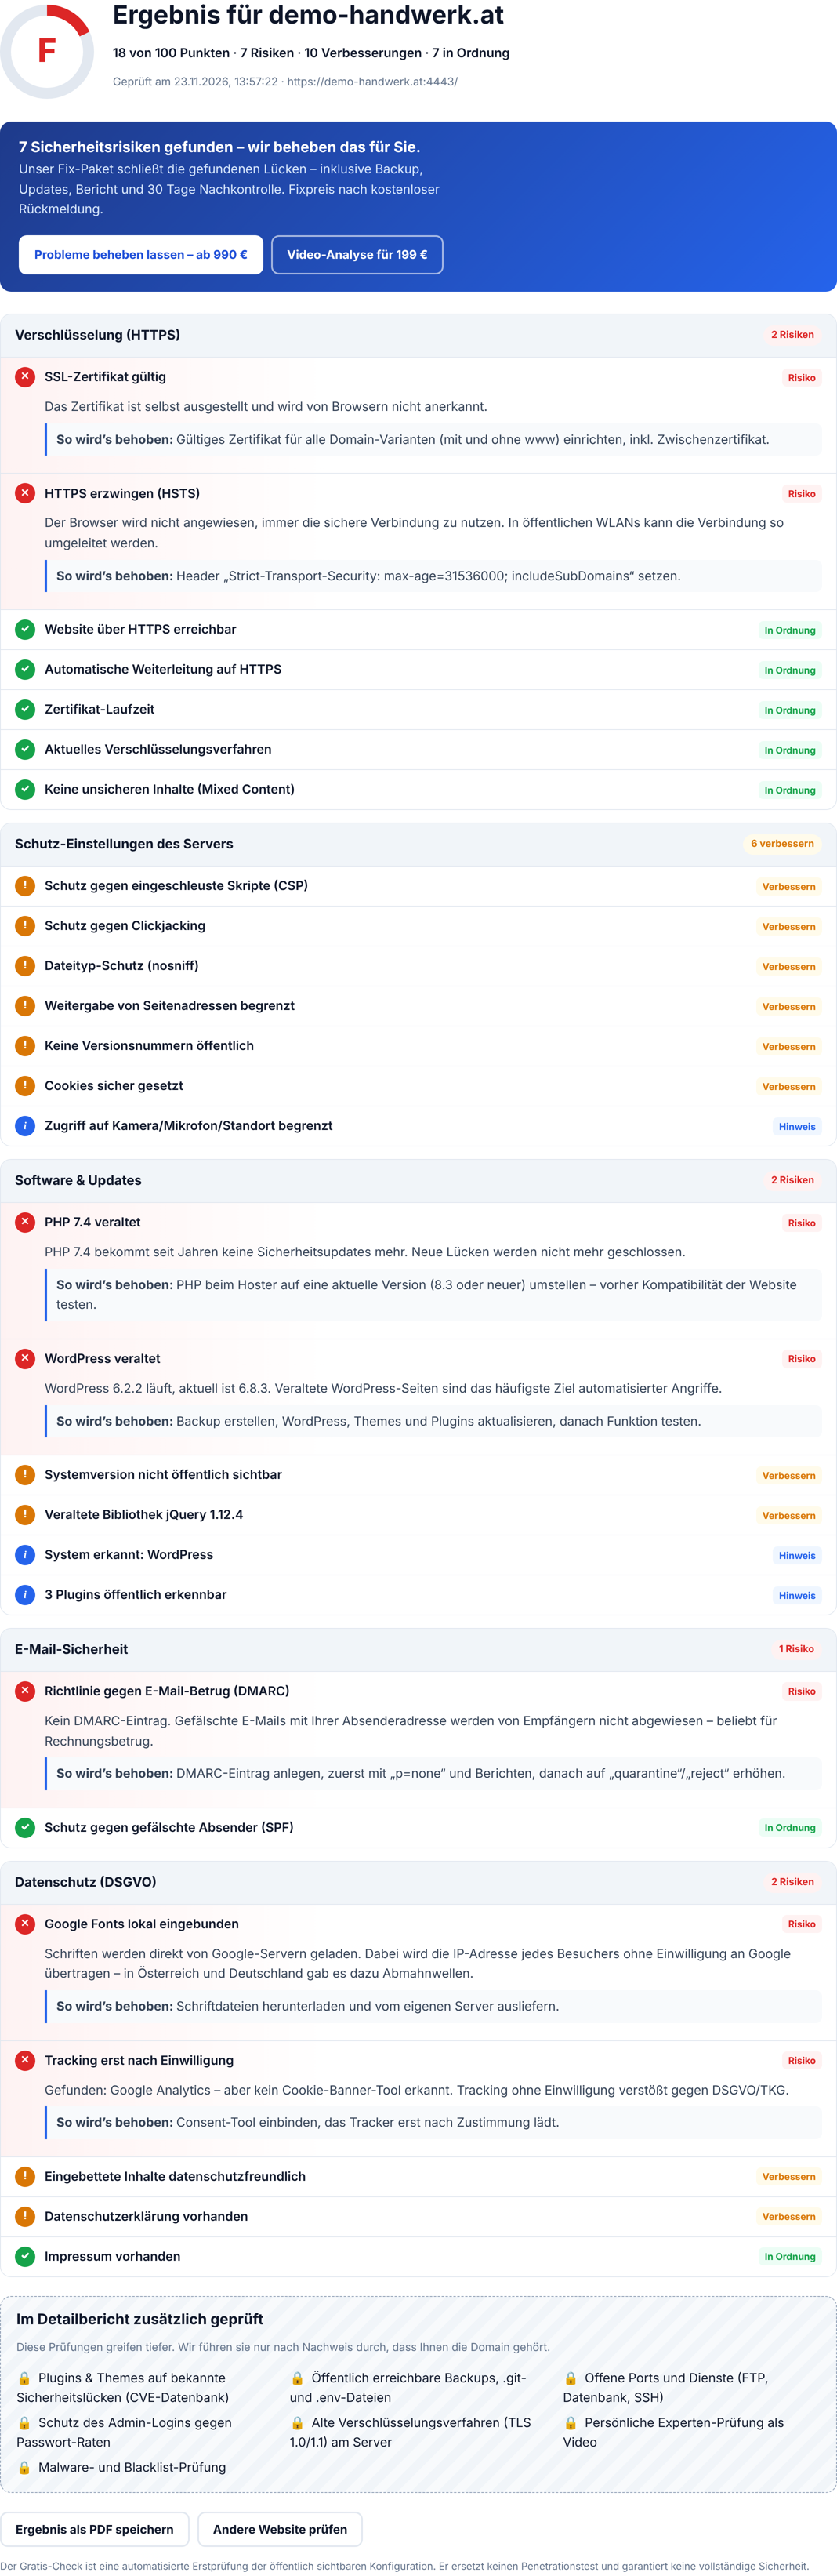 F
Ergebnis für demo-handwerk.at
18 von 100 Punkten · 7 Risiken · 10 Verbesserungen · 7 in Ordnung
Geprüft am 23.11.2026, 13:57:22 · https://demo-handwerk.at:4443/
7 Sicherheitsrisiken gefunden – wir beheben das für Sie.
Unser Fix-Paket schließt die gefundenen Lücken – inklusive Backup,
Updates, Bericht und 30 Tage Nachkontrolle. Fixpreis nach kostenloser
Rückmeldung.
Probleme beheben lassen – ab 990 €
Video-Analyse für 199 €
Verschlüsselung (HTTPS)
2 Risiken
SSL-Zertifikat gültig
Risiko
Das Zertifikat ist selbst ausgestellt und wird von Browsern nicht anerkannt.
So wird's behoben: Gültiges Zertifikat für alle Domain-Varianten (mit und ohne www) einrichten, inkl. Zwischenzertifikat.
HTTPS erzwingen (HSTS)
Risiko
Der Browser wird nicht angewiesen, immer die sichere Verbindung zu nutzen. In öffentlichen WLANs kann die Verbindung so
umgeleitet werden.
So wird's behoben: Header „Strict-Transport-Security: max-age=31536000; includeSubDomains“ setzen.
Website über HTTPS erreichbar
In Ordnung
Automatische Weiterleitung auf HTTPS
In Ordnung
Zertifikat-Laufzeit
In Ordnung
Aktuelles Verschlüsselungsverfahren
In Ordnung
Keine unsicheren Inhalte (Mixed Content)
In Ordnung
Schutz-Einstellungen des Servers
6 verbessern
Schutz gegen eingeschleuste Skripte (CSP)
Verbessern
Schutz gegen Clickjacking
Verbessern
Dateityp-Schutz (nosniff)
Verbessern
Weitergabe von Seitenadressen begrenzt
Verbessern
Keine Versionsnummern öffentlich
Verbessern
Cookies sicher gesetzt
Verbessern
Zugriff auf Kamera/Mikrofon/Standort begrenzt
Hinweis
Software & Updates
2 Risiken
PHP 7.4 veraltet
Risiko
PHP 7.4 bekommt seit Jahren keine Sicherheitsupdates mehr. Neue Lücken werden nicht mehr geschlossen.
So wird's behoben: PHP beim Hoster auf eine aktuelle Version (8.3 oder neuer) umstellen – vorher Kompatibilität der Website
testen.
WordPress veraltet
Risiko
WordPress 6.2.2 läuft, aktuell ist 6.8.3. Veraltete WordPress-Seiten sind das häufigste Ziel automatisierter Angriffe.
So wird's behoben: Backup erstellen, WordPress, Themes und Plugins aktualisieren, danach Funktion testen.
Systemversion nicht öffentlich sichtbar
Verbessern
Veraltete Bibliothek jQuery 1.12.4
Verbessern
System erkannt: WordPress
Hinweis
3 Plugins öffentlich erkennbar
Hinweis
E-Mail-Sicherheit
1 Risiko
Richtlinie gegen E-Mail-Betrug (DMARC)
Risiko
Kein DMARC-Eintrag. Gefälschte E-Mails mit Ihrer Absenderadresse werden von Empfängern nicht abgewiesen – beliebt für
Rechnungsbetrug.
So wird's behoben: DMARC-Eintrag anlegen, zuerst mit „p=none“ und Berichten, danach auf „quarantine“/„reject“ erhöhen.
Schutz gegen gefälschte Absender (SPF)
In Ordnung
Datenschutz (DSGVO)
2 Risiken
Google Fonts lokal eingebunden
Risiko
Schriften werden direkt von Google-Servern geladen. Dabei wird die IP-Adresse jedes Besuchers ohne Einwilligung an Google
übertragen – in Österreich und Deutschland gab es dazu Abmahnwellen.
So wird's behoben: Schriftdateien herunterladen und vom eigenen Server ausliefern.
Tracking erst nach Einwilligung
Risiko
Gefunden: Google Analytics – aber kein Cookie-Banner-Tool erkannt. Tracking ohne Einwilligung verstößt gegen DSGVO/TKG.
So wird's behoben: Consent-Tool einbinden, das Tracker erst nach Zustimmung lädt.
Eingebettete Inhalte datenschutzfreundlich
Verbessern
Datenschutzerklärung vorhanden
Verbessern
Impressum vorhanden
In Ordnung
Im Detailbericht zusätzlich geprüft
Diese Prüfungen greifen tiefer. Wir führen sie nur nach Nachweis durch, dass Ihnen die Domain gehört.
Plugins & Themes auf bekannte
Sicherheitslücken (CVE-Datenbank)
Öffentlich erreichbare Backups, .git-
und .env-Dateien
Offene Ports und Dienste (FTP,
Datenbank, SSH)
Schutz des Admin-Logins gegen
Passwort-Raten
Alte Verschlüsselungsverfahren (TLS
1.0/1.1) am Server
Persönliche Experten-Prüfung als
Video
Malware- und Blacklist-Prüfung
Ergebnis als PDF speichern
Andere Website prüfen
Der Gratis-Check ist eine automatisierte Erstprüfung der öffentlich sichtbaren Konfiguration. Er ersetzt keinen Penetrationstest und garantiert keine vollständige Sicherheit.